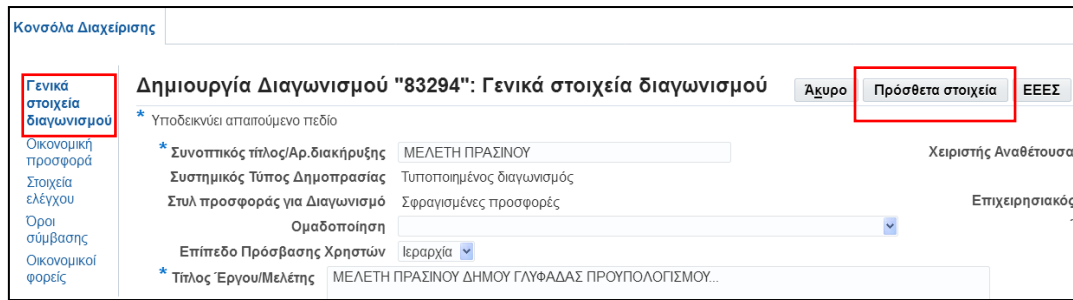 Κονσόλα Διαχείρισης
Γενικά
στοιχεία
διαγωνισμού
Οικονομική
προσφορά
Στοιχεία
ελέγχου
Όροι
σύμβασης
Οικονομικοί
φορείς
Δημιουργία Διαγωνισμού "83294": Γενικά στοιχεία διαγωνισμού
Άκυρο Πρόσθετα στοιχεία ΕΕΕΣ
* Υποδεικνύει απαιτούμενο πεδίο
* Συνοπτικός τίτλος/Αρ.διακήρυξης ΜΕΛΕΤΗ ΠΡΑΣΙΝΟΥ Χειριστής Αναθέτουσα
Συστημικός Τύπος Δημοπρασίας Τυποποιημένος διαγωνισμός
Στυλ προσφοράς για Διαγωνισμό Σφραγισμένες προσφορές Επιχειρησιακός
Ομαδοποίηση
Επίπεδο Πρόσβασης Χρηστών Ιεραρχία
* Τίτλος Έργου/Μελέτης ΜΕΛΕΤΗ ΠΡΑΣΙΝΟΥ ΔΗΜΟΥ ΓΛΥΦΑΔΑΣ ΠΡΟΥΠΟΛΟΓΙΣΜΟΥ...